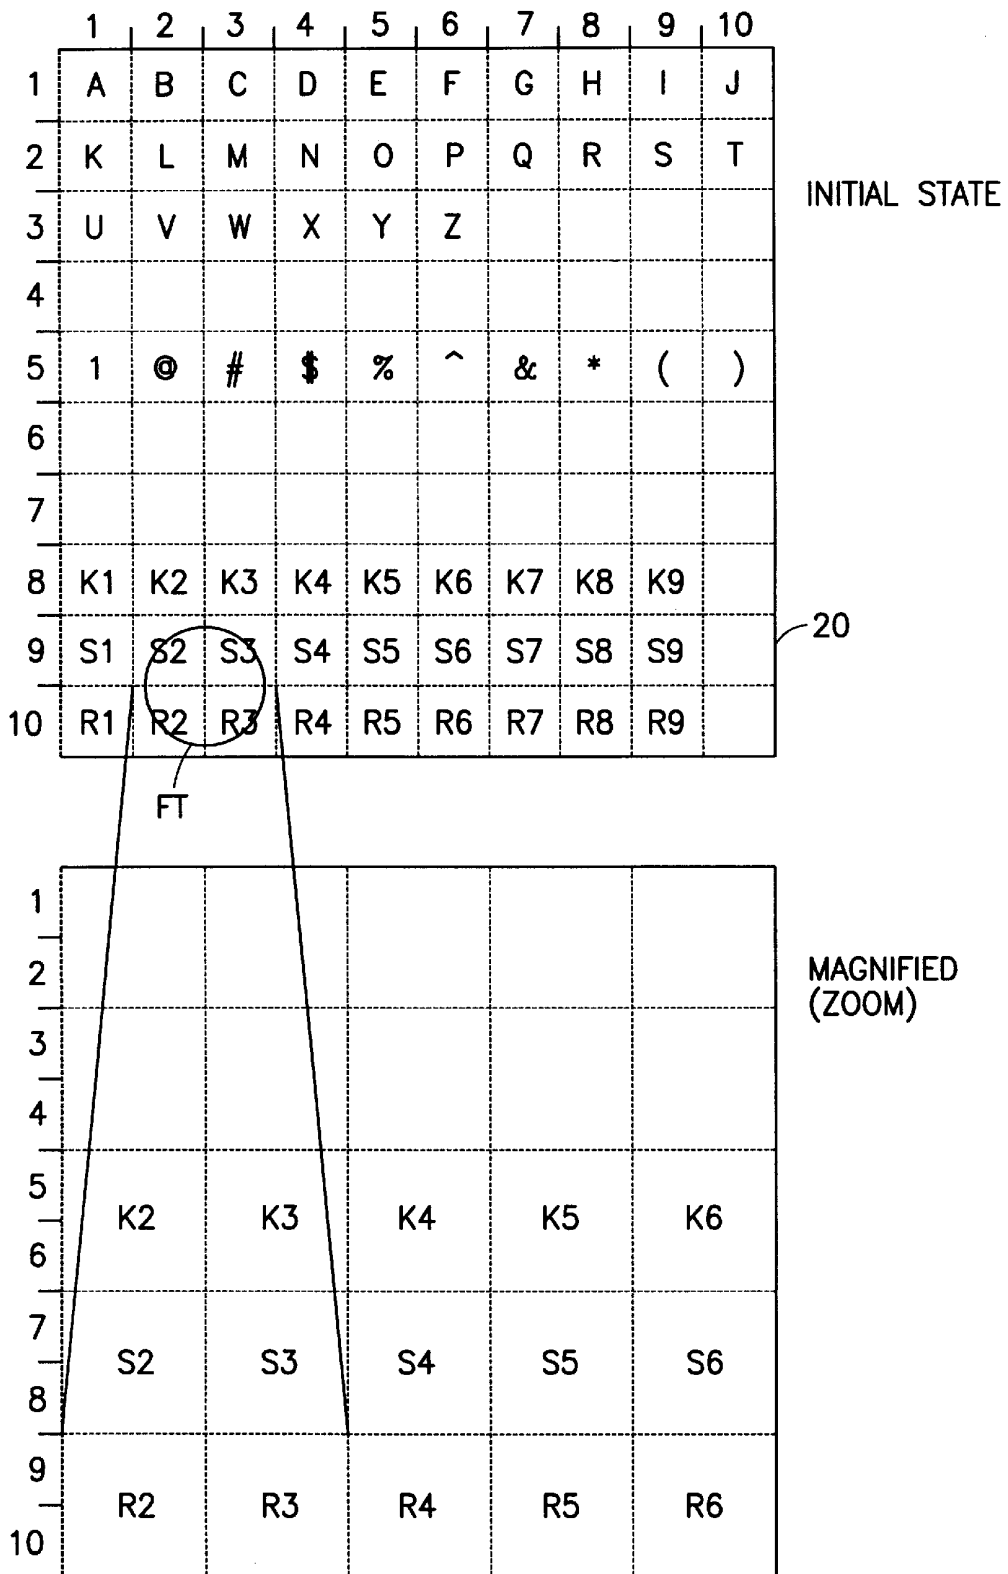 1 2 3 4 5 6 7 8 9 10
1 A B C D E F G H I J
2 K L M N O P Q R S T
INITIAL STATE
3 U V W X Y Z
4
5 1 @ # $ % ^ & * ( )
6
7
8 K1 K2 K3 K4 K5 K6 K7 K8 K9
20
9 S1 S2 S3 S4 S5 S6 S7 S8 S9
10 R1 R2 R3 R4 R5 R6 R7 R8 R9
FT
1
2
MAGNIFIED
(ZOOM)
3
4
5
K2 K3 K4 K5 K6
6
7
S2 S3 S4 S5 S6
8
9
R2 R3 R4 R5 R6
10